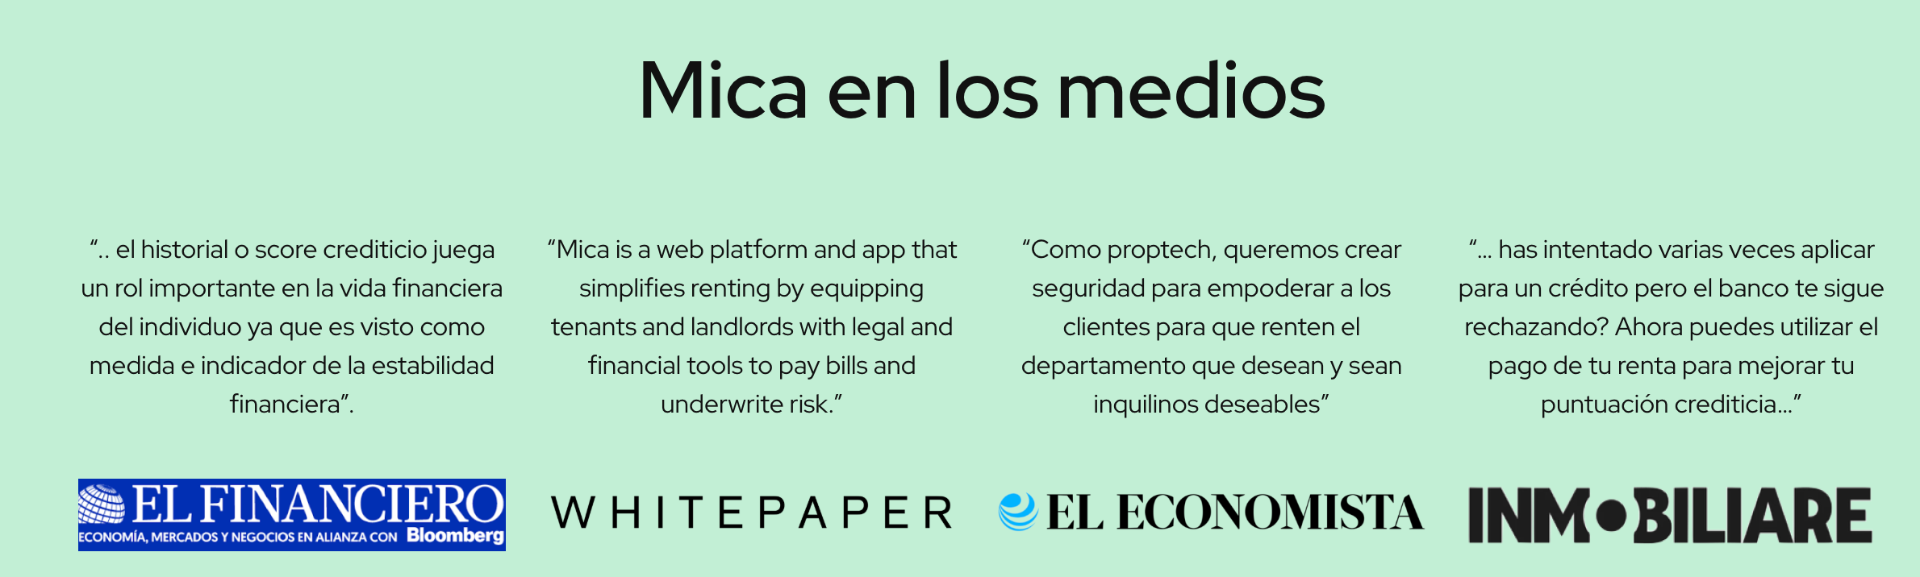 Mica en los medios
“.. el historial o score crediticio juega
un rol importante en la vida financiera
del individuo ya que es visto como
medida e indicador de la estabilidad
financiera”.
EL FINANCIERO
ECONOMÍA, MERCADOS Y NEGOCIOS EN ALIANZA CON Bloomberg
“Mica is a web platform and app that
simplifies renting by equipping
tenants and landlords with legal and
financial tools to pay bills and
underwrite risk.”
WHITEPAPER
“Como proptech, queremos crear
seguridad para empoderar a los
clientes para que renten el
departamento que desean y sean
inquilinos deseables”
EL ECONOMISTA
“... has intentado varias veces aplicar
para un crédito pero el banco te sigue
rechazando? Ahora puedes utilizar el
pago de tu renta para mejorar tu
puntuación crediticia...”
INMOBILIARE